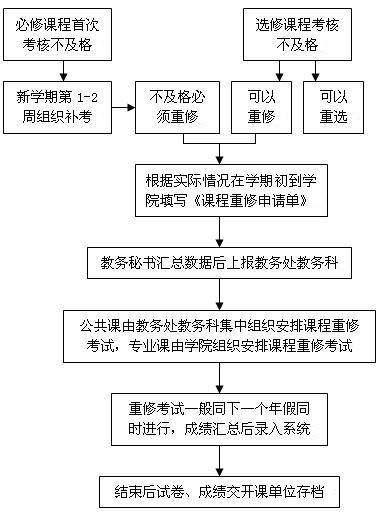 必修课程首次
考核不及格
选修课程考核
不及格
新学期第 1-2
周组织补考
不及格必
须重修
可以
重修
可以
重选
根据实际情况在学期初到学
院填写《课程重修申请单》
教务秘书汇总数据后上报教务处教务科
公共课由教务处教务科集中组织安排课程重修
考试，专业课由学院组织安排课程重修考试
重修考试一般同下一个年假同
时进行，成绩汇总后录入系统
结束后试卷、成绩交开课单位存档